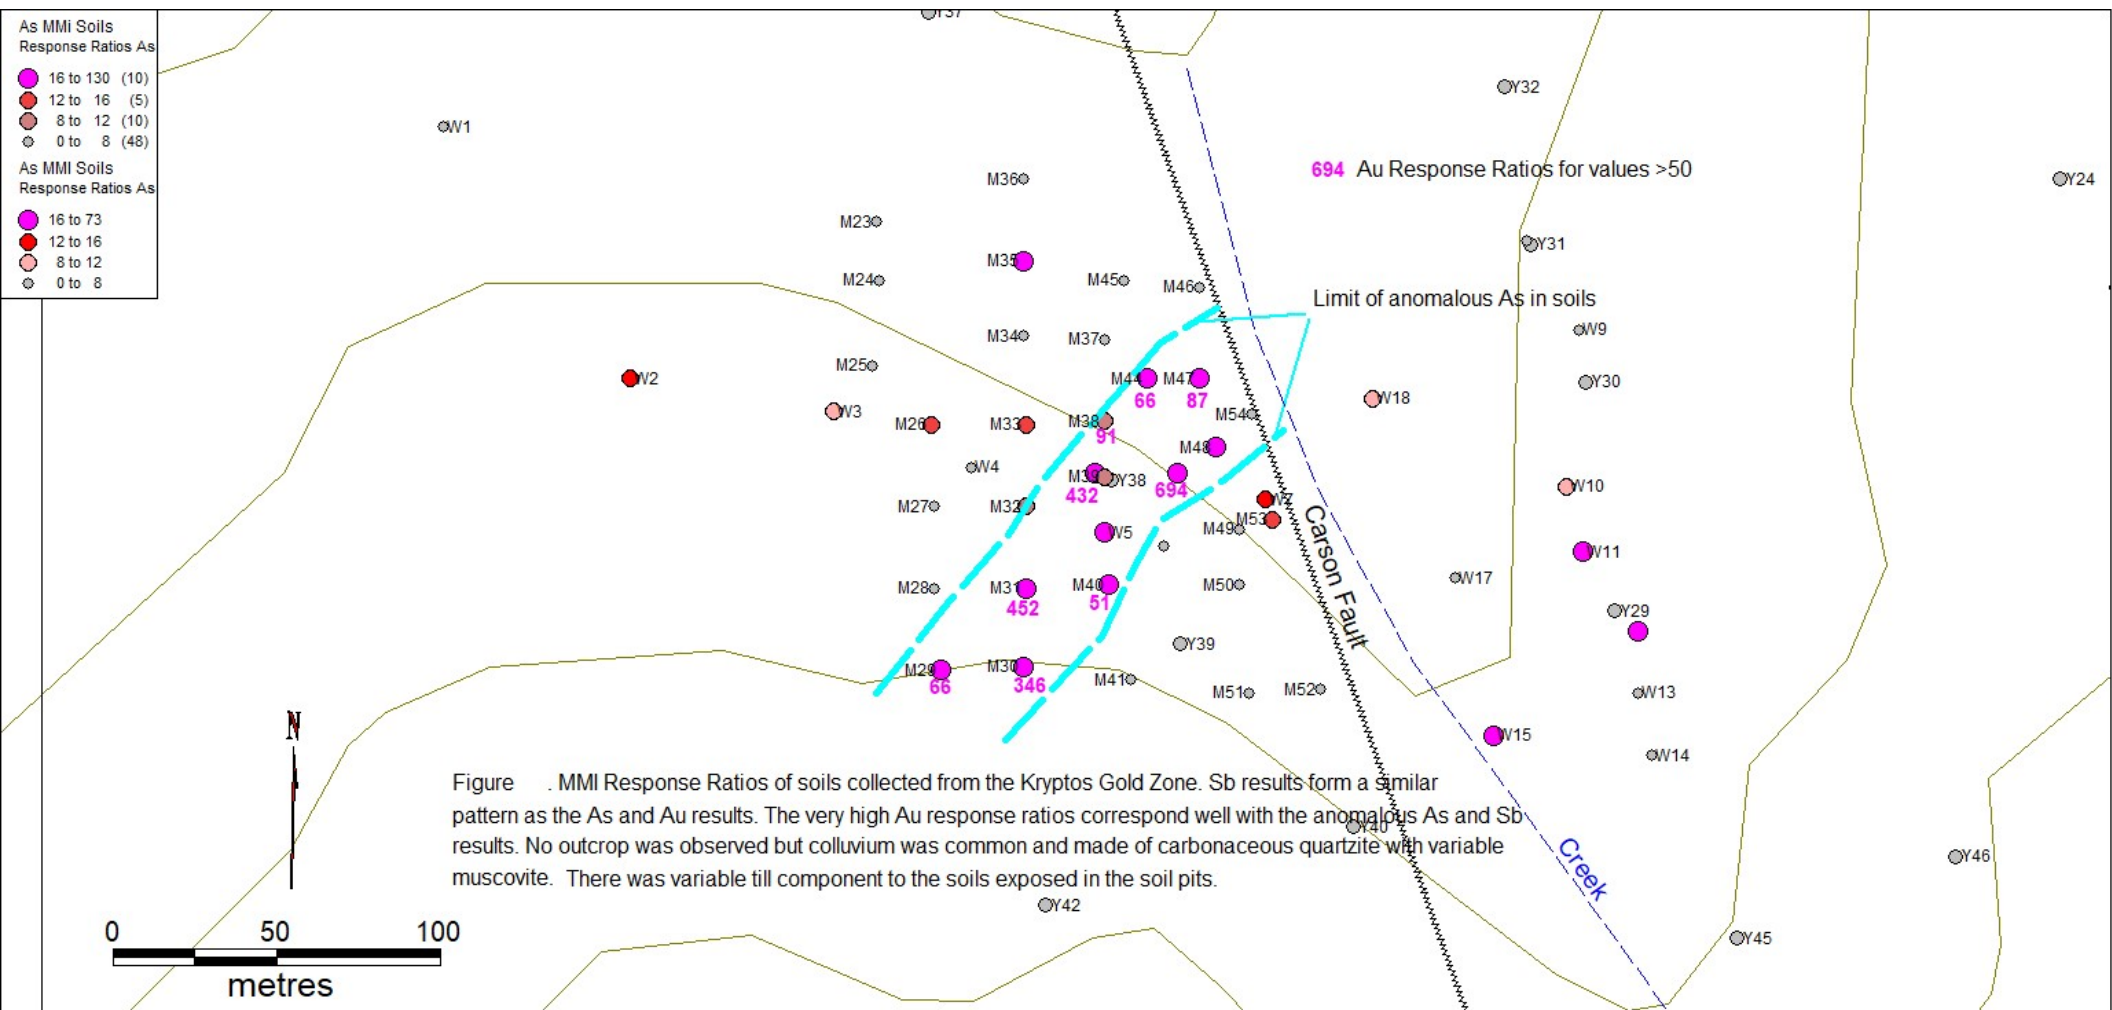 As MMi Soils
Response Ratios As
16 to 130 (10)
12 to 16 (5)
8 to 12 (10)
0 to 8 (48)
As MMI Soils
Response Ratios As
16 to 73
12 to 16
8 to 12
0 to 8
Y37
Y32
W1
694 Au Response Ratios for values >50
M36
Y24
M23
Y31
M35
M24
M45
M46
Limit of anomalous As in soils
W9
M34
M37
M25
W2
M44
M47
Y30
66
87
W3
W18
M26
M33
M38
M54
91
M48
W4
M39
Y38
432
694
W10
M27
M32
W7
M53
W5
M49
Carson Fault
W11
W17
M28
M31
M40
M50
452
51
Y29
Y39
M29
M30
M41
66
346
M51
M52
W13
N
W15
W14
Figure . MMI Response Ratios of soils collected from the Kryptos Gold Zone. Sb results form a similar
pattern as the As and Au results. The very high Au response ratios correspond well with the anomalous As and Sb
results. No outcrop was observed but colluvium was common and made of carbonaceous quartzite with variable
muscovite. There was variable till component to the soils exposed in the soil pits.
Y40
Creek
Y46
Y42
Y45
0 50 100
metres